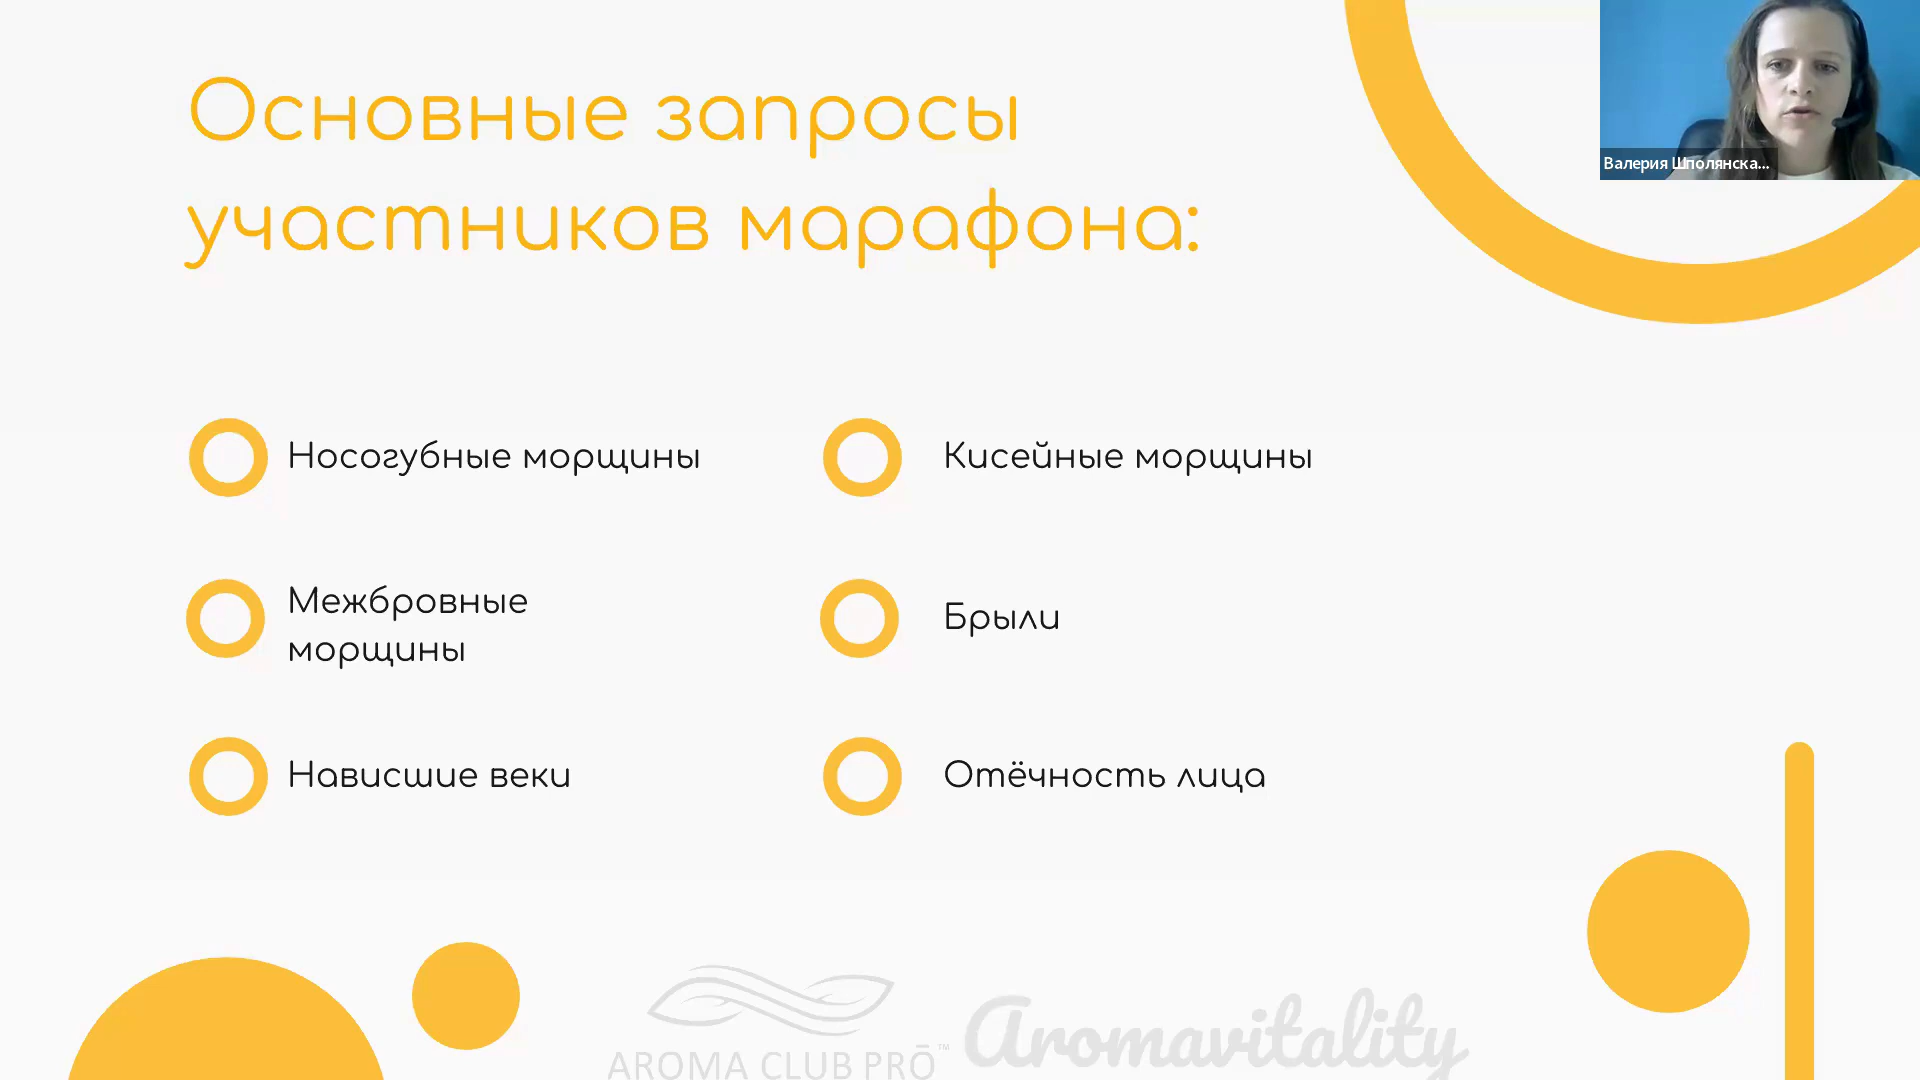 Основные запросы
участников марафона:
Валерия Шполянска...
Носогубные морщины
Кисейные морщины
Межбровные
морщины
Брыли
Нависшие веки
Отёчность лица
AROMA CLUB PRŌ™
Aromavitality